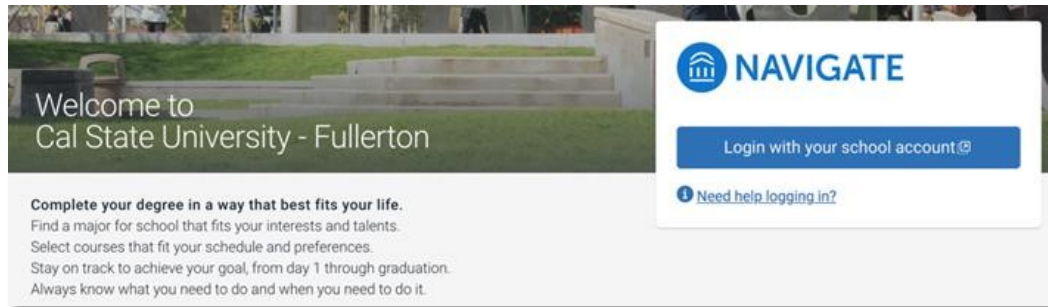 Welcome to
Cal State University - Fullerton
NAVIGATE
Login with your school account
Need help logging in?
Complete your degree in a way that best fits your life.
Find a major for school that fits your interests and talents.
Select courses that fit your schedule and preferences.
Stay on track to achieve your goal, from day 1 through graduation.
Always know what you need to do and when you need to do it.